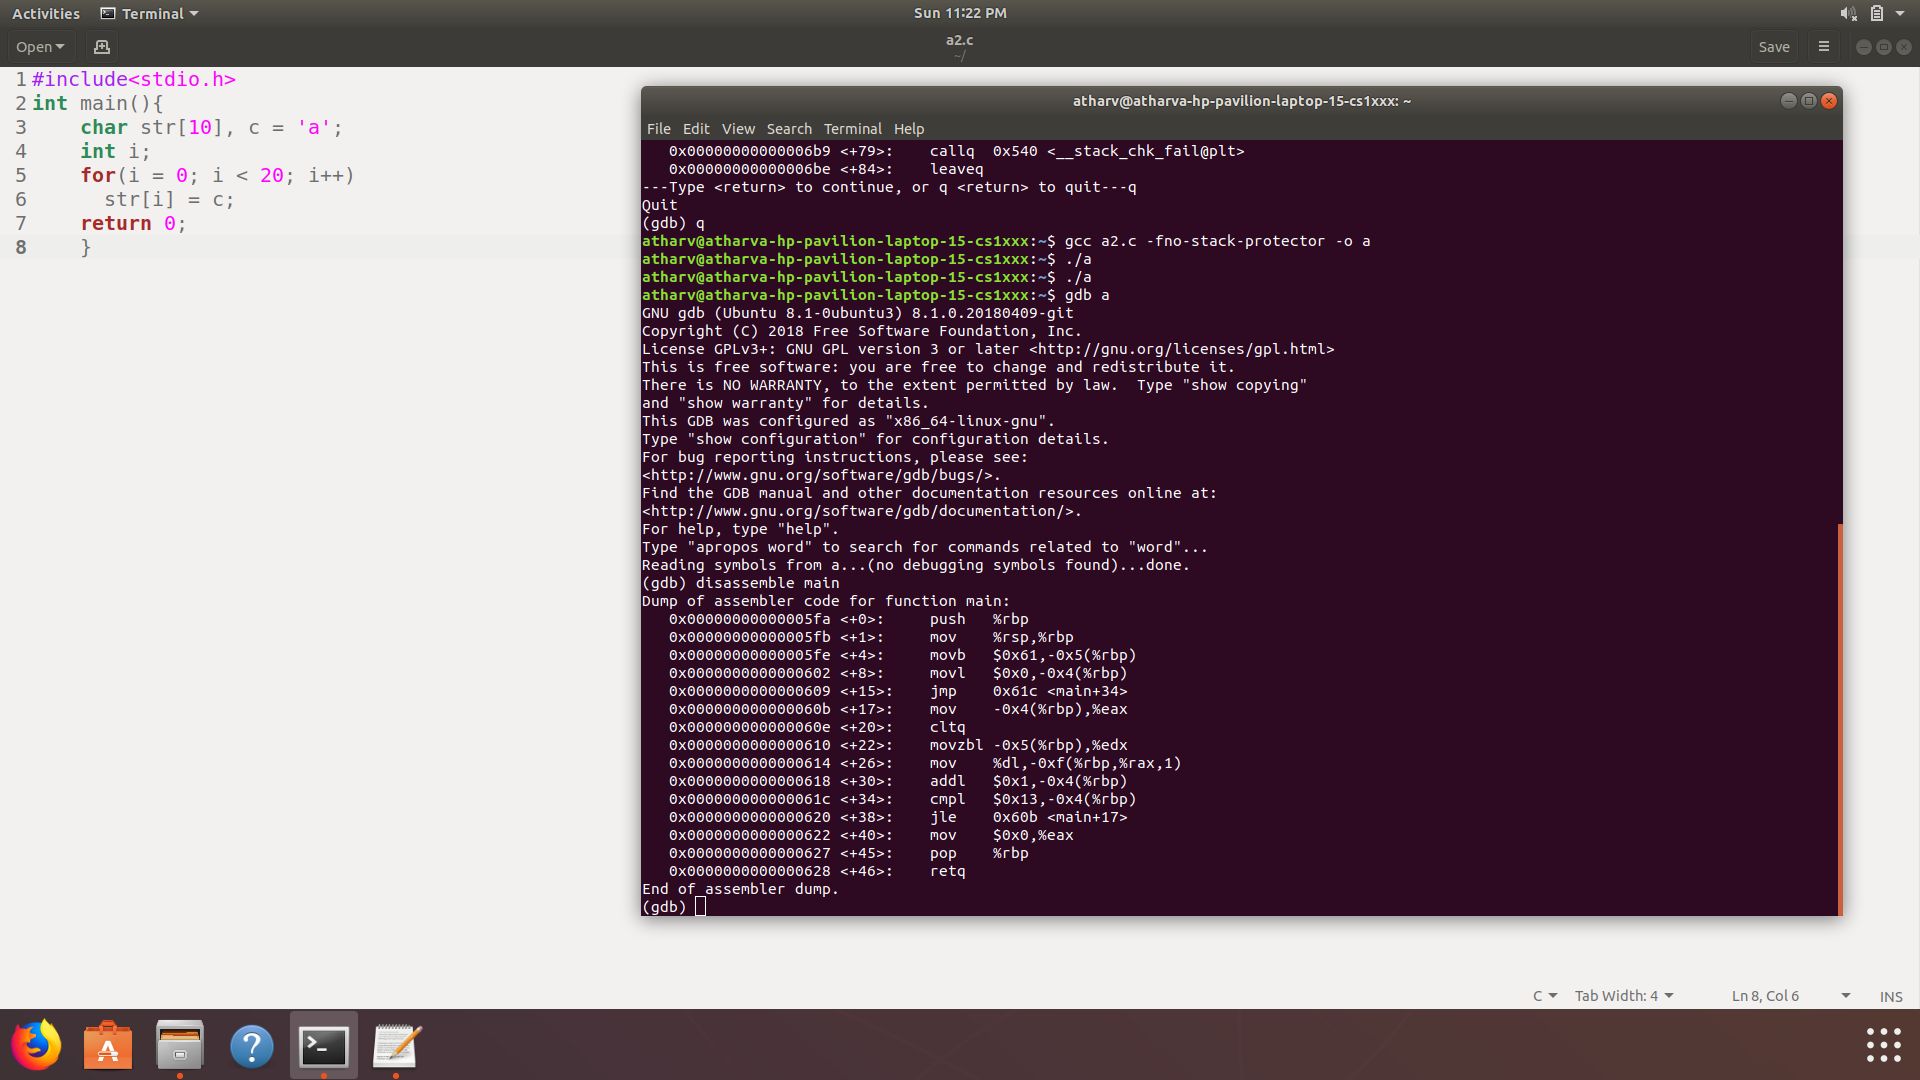 Activities Terminal Sun 11:22 PM
Open a2.c Save
~/
1 #include<stdio.h>
2 int main(){
3     char str[10], c = 'a';
4     int i;
5     for(i = 0; i < 20; i++)
6       str[i] = c;
7     return 0;
8     }
atharv@atharva-hp-pavilion-laptop-15-cs1xxx: ~
File Edit View Search Terminal Help
   0x00000000000006b9 <+79>:    callq  0x540 <__stack_chk_fail@plt>
   0x00000000000006be <+84>:    leaveq
---Type <return> to continue, or q <return> to quit---q
Quit
(gdb) q
atharv@atharva-hp-pavilion-laptop-15-cs1xxx:~$ gcc a2.c -fno-stack-protector -o a
atharv@atharva-hp-pavilion-laptop-15-cs1xxx:~$ ./a
atharv@atharva-hp-pavilion-laptop-15-cs1xxx:~$ ./a
atharv@atharva-hp-pavilion-laptop-15-cs1xxx:~$ gdb a
GNU gdb (Ubuntu 8.1-0ubuntu3) 8.1.0.20180409-git
Copyright (C) 2018 Free Software Foundation, Inc.
License GPLv3+: GNU GPL version 3 or later <http://gnu.org/licenses/gpl.html>
This is free software: you are free to change and redistribute it.
There is NO WARRANTY, to the extent permitted by law.  Type "show copying"
and "show warranty" for details.
This GDB was configured as "x86_64-linux-gnu".
Type "show configuration" for configuration details.
For bug reporting instructions, please see:
<http://www.gnu.org/software/gdb/bugs/>.
Find the GDB manual and other documentation resources online at:
<http://www.gnu.org/software/gdb/documentation/>.
For help, type "help".
Type "apropos word" to search for commands related to "word"...
Reading symbols from a...(no debugging symbols found)...done.
(gdb) disassemble main
Dump of assembler code for function main:
   0x00000000000005fa <+0>:     push   %rbp
   0x00000000000005fb <+1>:     mov    %rsp,%rbp
   0x00000000000005fe <+4>:     movb   $0x61,-0x5(%rbp)
   0x0000000000000602 <+8>:     movl   $0x0,-0x4(%rbp)
   0x0000000000000609 <+15>:    jmp    0x61c <main+34>
   0x000000000000060b <+17>:    mov    -0x4(%rbp),%eax
   0x000000000000060e <+20>:    cltq
   0x0000000000000610 <+22>:    movzbl -0x5(%rbp),%edx
   0x0000000000000614 <+26>:    mov    %dl,-0xf(%rbp,%rax,1)
   0x0000000000000618 <+30>:    addl   $0x1,-0x4(%rbp)
   0x000000000000061c <+34>:    cmpl   $0x13,-0x4(%rbp)
   0x0000000000000620 <+38>:    jle    0x60b <main+17>
   0x0000000000000622 <+40>:    mov    $0x0,%eax
   0x0000000000000627 <+45>:    pop    %rbp
   0x0000000000000628 <+46>:    retq
End of assembler dump.
(gdb)
C Tab Width: 4 Ln 8, Col 6 INS